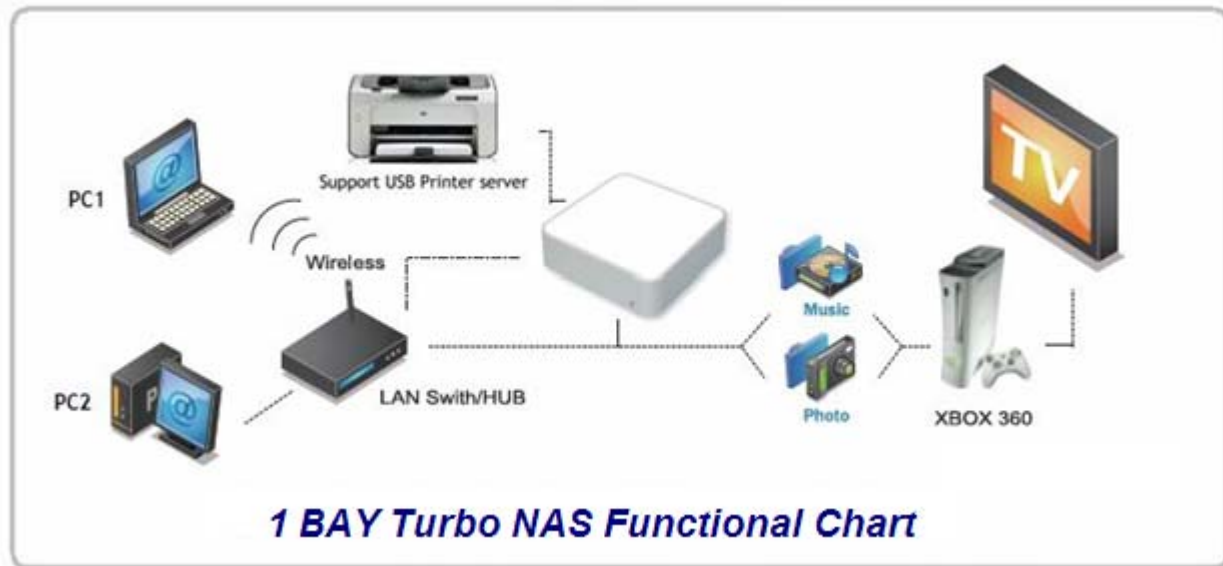 Support USB Printer server
PC1
Wireless
PC2
LAN Swith/HUB
Music
Photo
XBOX 360
TV
1 BAY Turbo NAS Functional Chart